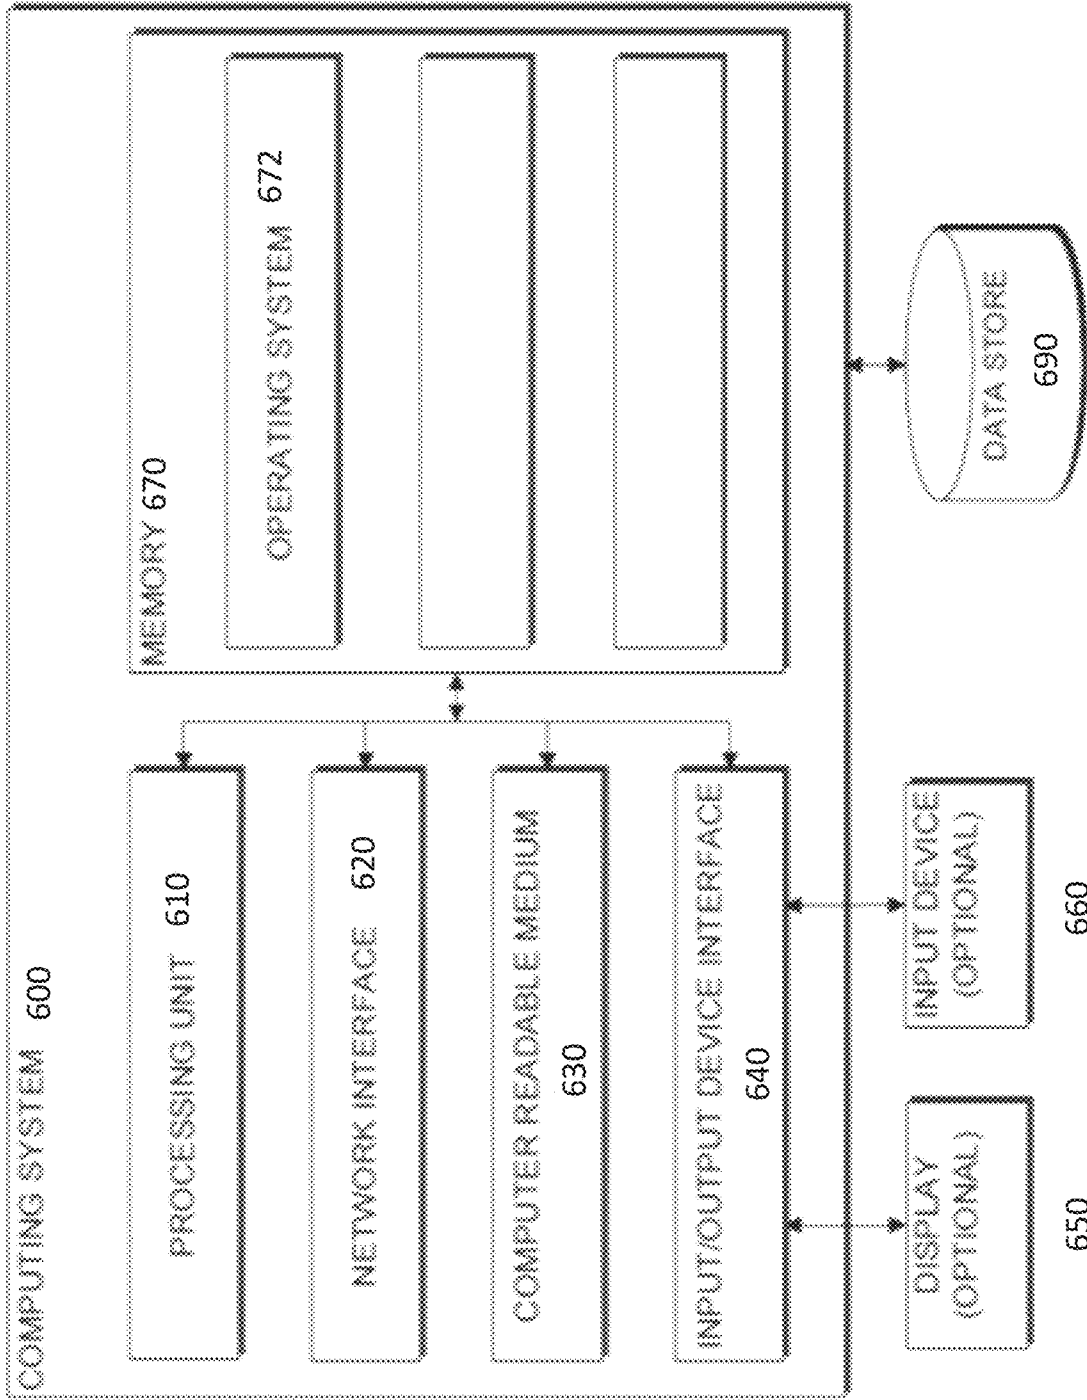 COMPUTING SYSTEM 600
PROCESSING UNIT 610
NETWORK INTERFACE 620
COMPUTER READABLE MEDIUM
630
INPUT/OUTPUT DEVICE INTERFACE
640
MEMORY 670
OPERATING SYSTEM 672
DISPLAY
(OPTIONAL)
650
INPUT DEVICE
(OPTIONAL)
660
DATA STORE
690